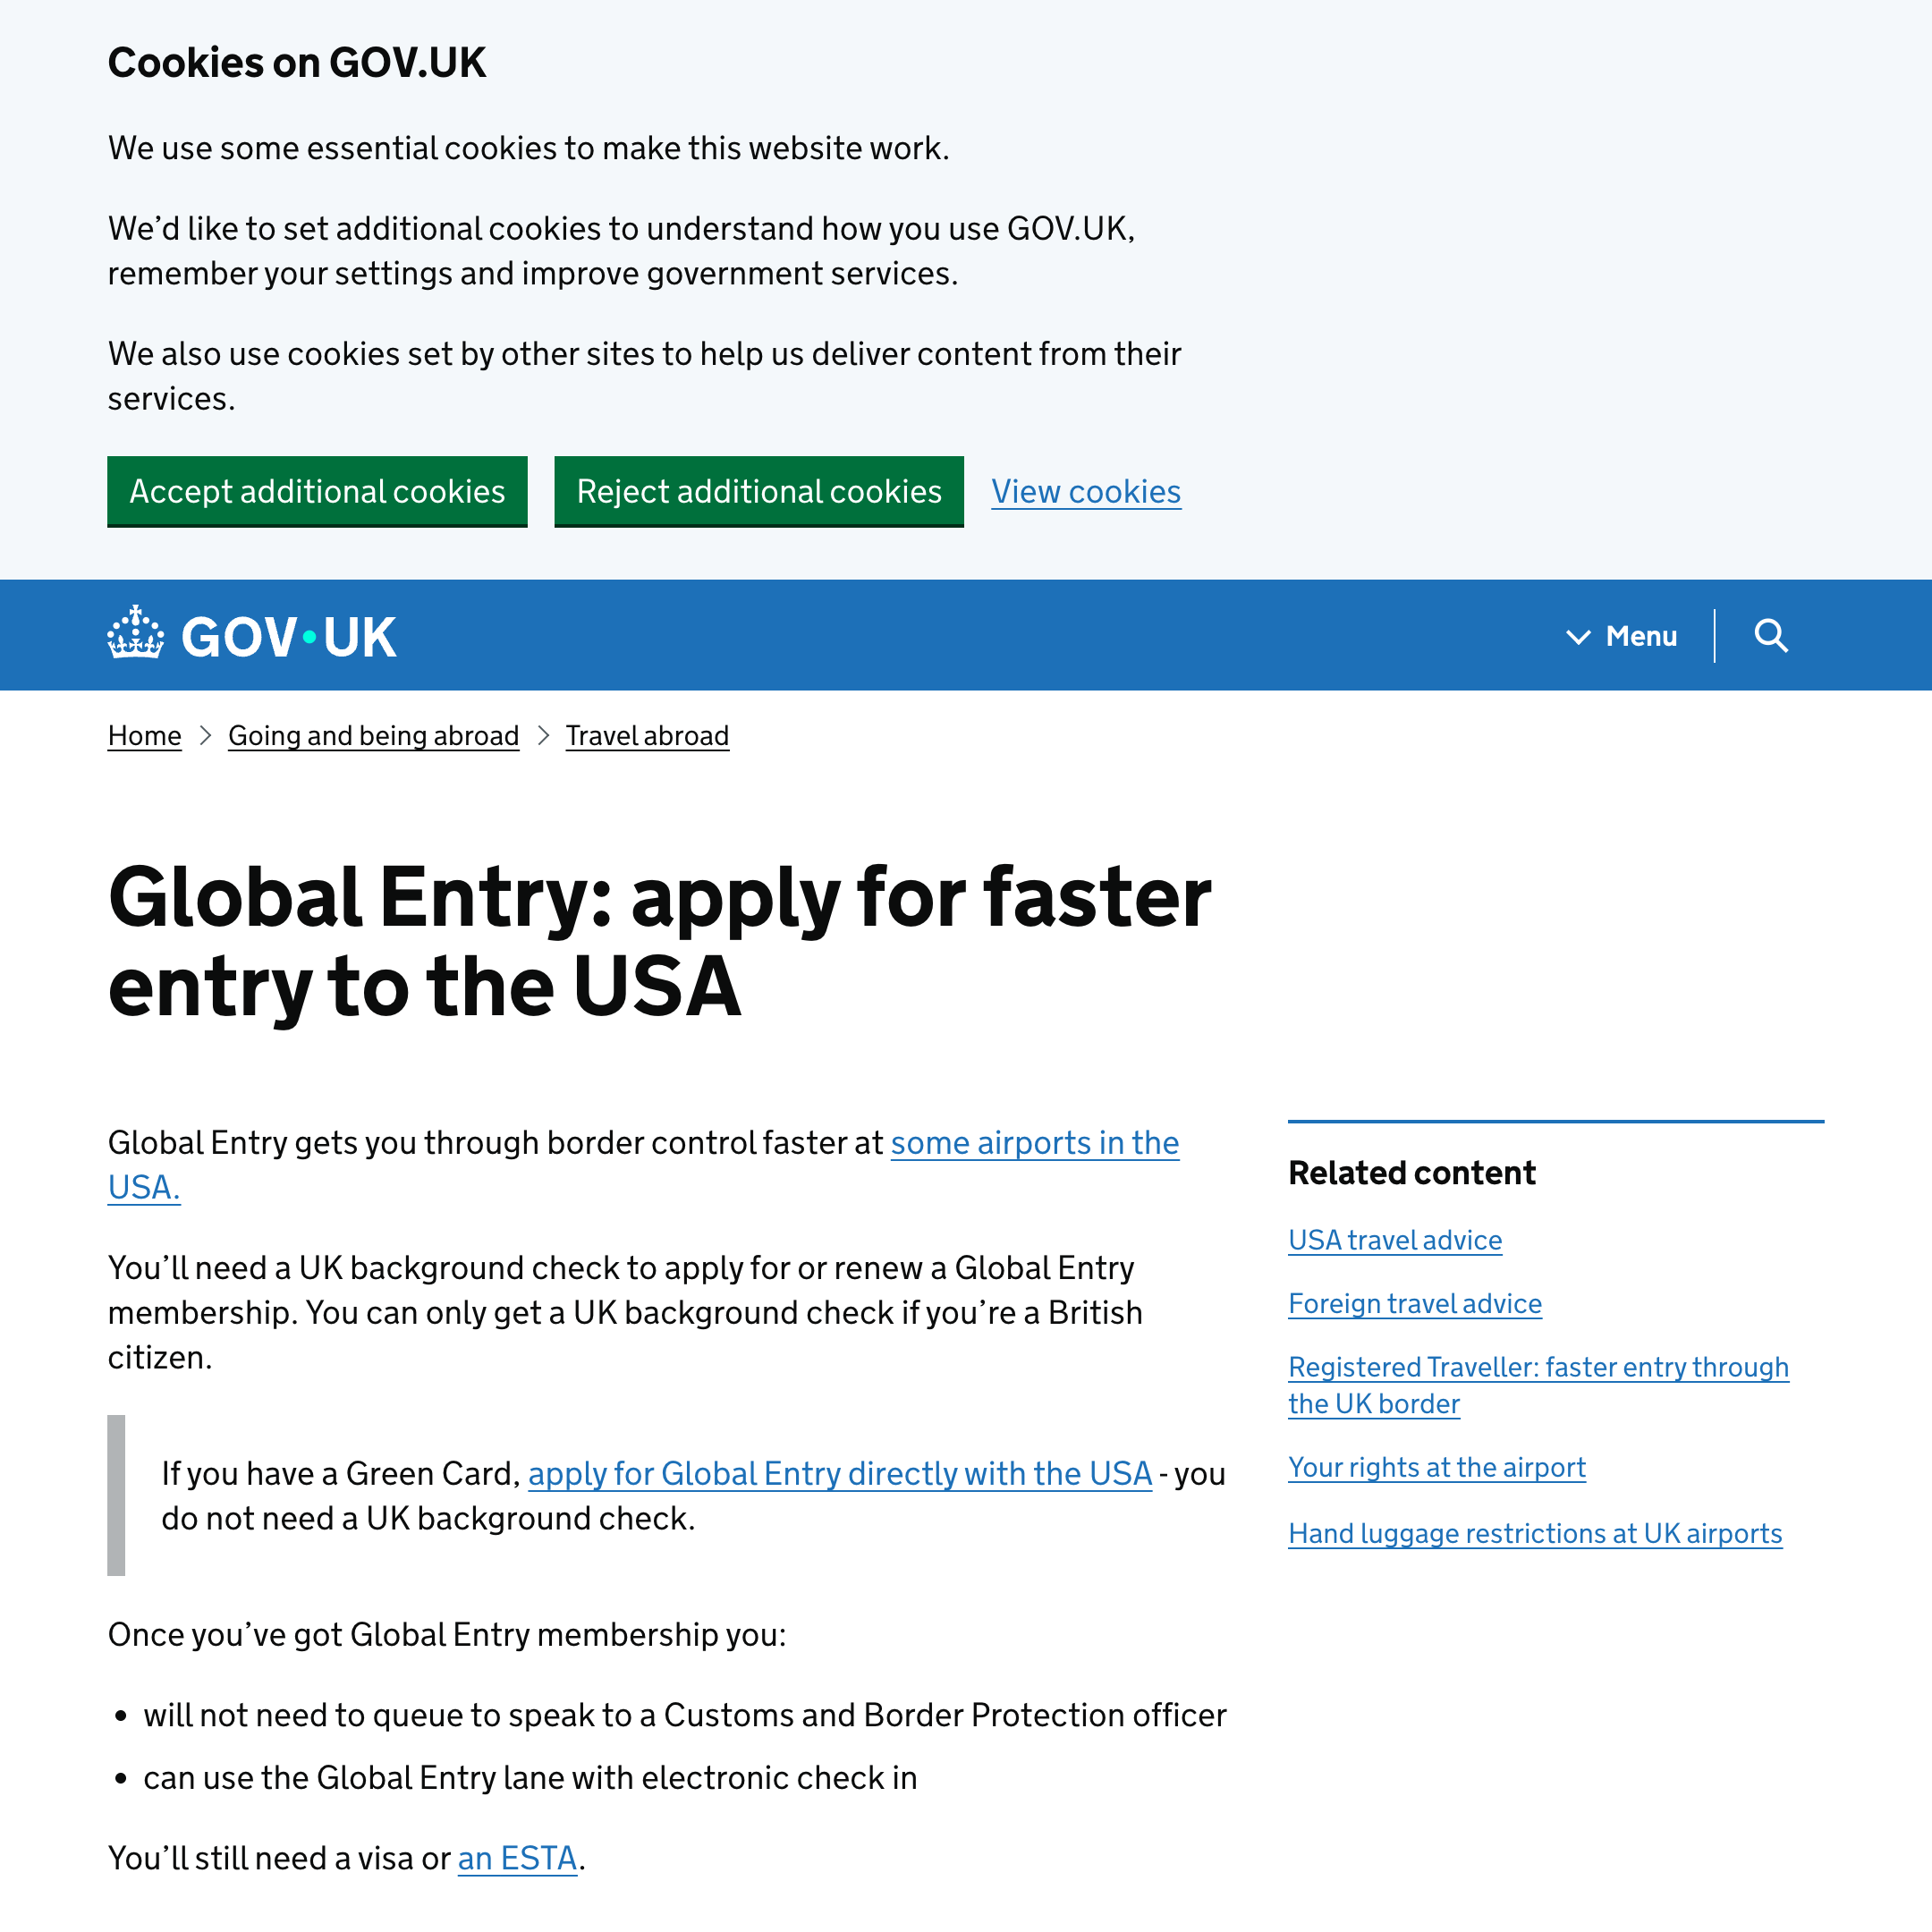 Cookies on GOV.UK
We use some essential cookies to make this website work.
We’d like to set additional cookies to understand how you use GOV.UK,
remember your settings and improve government services.
We also use cookies set by other sites to help us deliver content from their
services.
Accept additional cookies
Reject additional cookies
View cookies
GOV·UK
Menu
Home
Going and being abroad
Travel abroad
Global Entry: apply for faster
entry to the USA
Global Entry gets you through border control faster at some airports in the
USA.
You’ll need a UK background check to apply for or renew a Global Entry
membership. You can only get a UK background check if you’re a British
citizen.
If you have a Green Card, apply for Global Entry directly with the USA - you
do not need a UK background check.
Once you’ve got Global Entry membership you:
• will not need to queue to speak to a Customs and Border Protection officer
• can use the Global Entry lane with electronic check in
You’ll still need a visa or an ESTA.
Related content
USA travel advice
Foreign travel advice
Registered Traveller: faster entry through
the UK border
Your rights at the airport
Hand luggage restrictions at UK airports